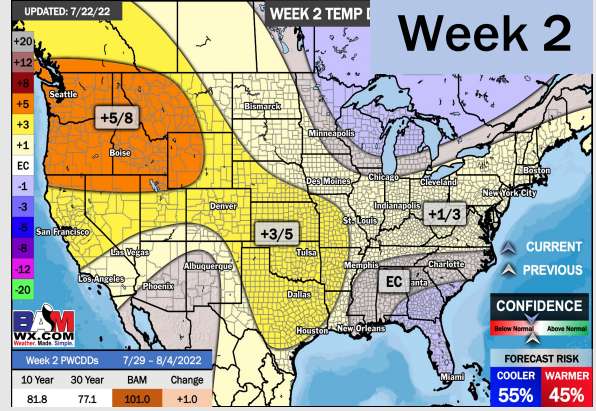 UPDATED: 7/22/22
WEEK 2 TEMP
Week 2
+20
+12
+8
+5
+3
+1
EC
-1
-3
-5
-8
-12
-20
Seattle
+5/8
Boise
Bismarck
Minneapolis
Des Moines
Chicago
Cleveland
Boston
New York City
Indianapolis
+1/3
Denver
St. Louis
San Francisco
+3/5
Las Vegas
Tulsa
Los Angeles
Albuquerque
Memphis
Charlotte
Phoenix
EC
anta
Dallas
Houston
New Orleans
Miami
CURRENT
PREVIOUS
CONFIDENCE
Below Normal
Above Normal
FORECAST RISK
COOLER
WARMER
55%
45%
BAM
WX.COM
Weather. Made. Simple.
Week 2 PWCDDs
7/29 – 8/4/2022
10 Year
30 Year
BAM
Change
81.8
77.1
101.0
+1.0